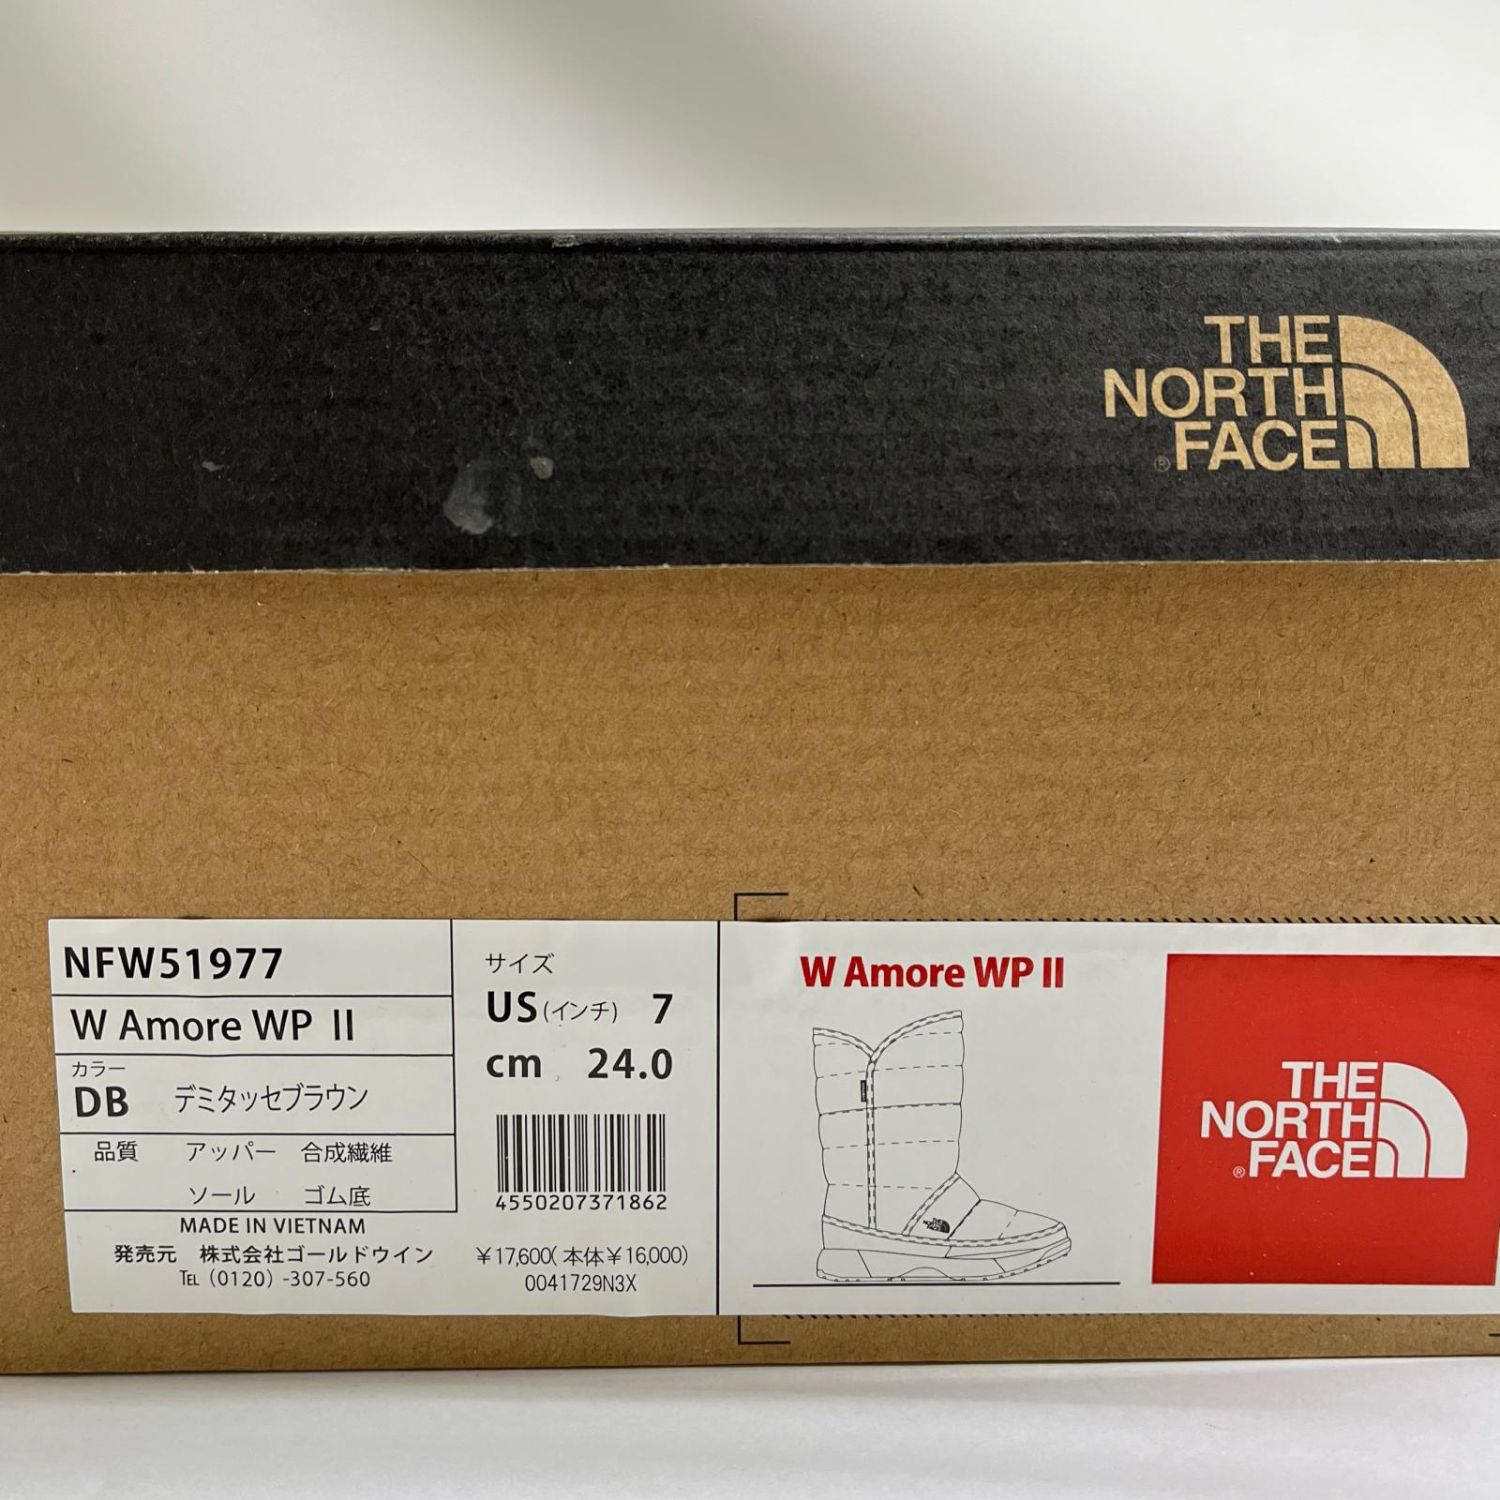 THE
NORTH
FACE
®
NFW51977
W Amore WP II
カラー
DB デミタッセブラウン
品質 アッパー 合成繊維
ソール ゴム底
MADE IN VIETNAM
発売元 株式会社ゴールドウイン
TEL (0120) -307-560
サイズ
US(インチ) 7
cm 24.0
4550207371862
￥17,600(本体￥16,000)
0041729N3X
W Amore WP II
THE
NORTH
FACE
®